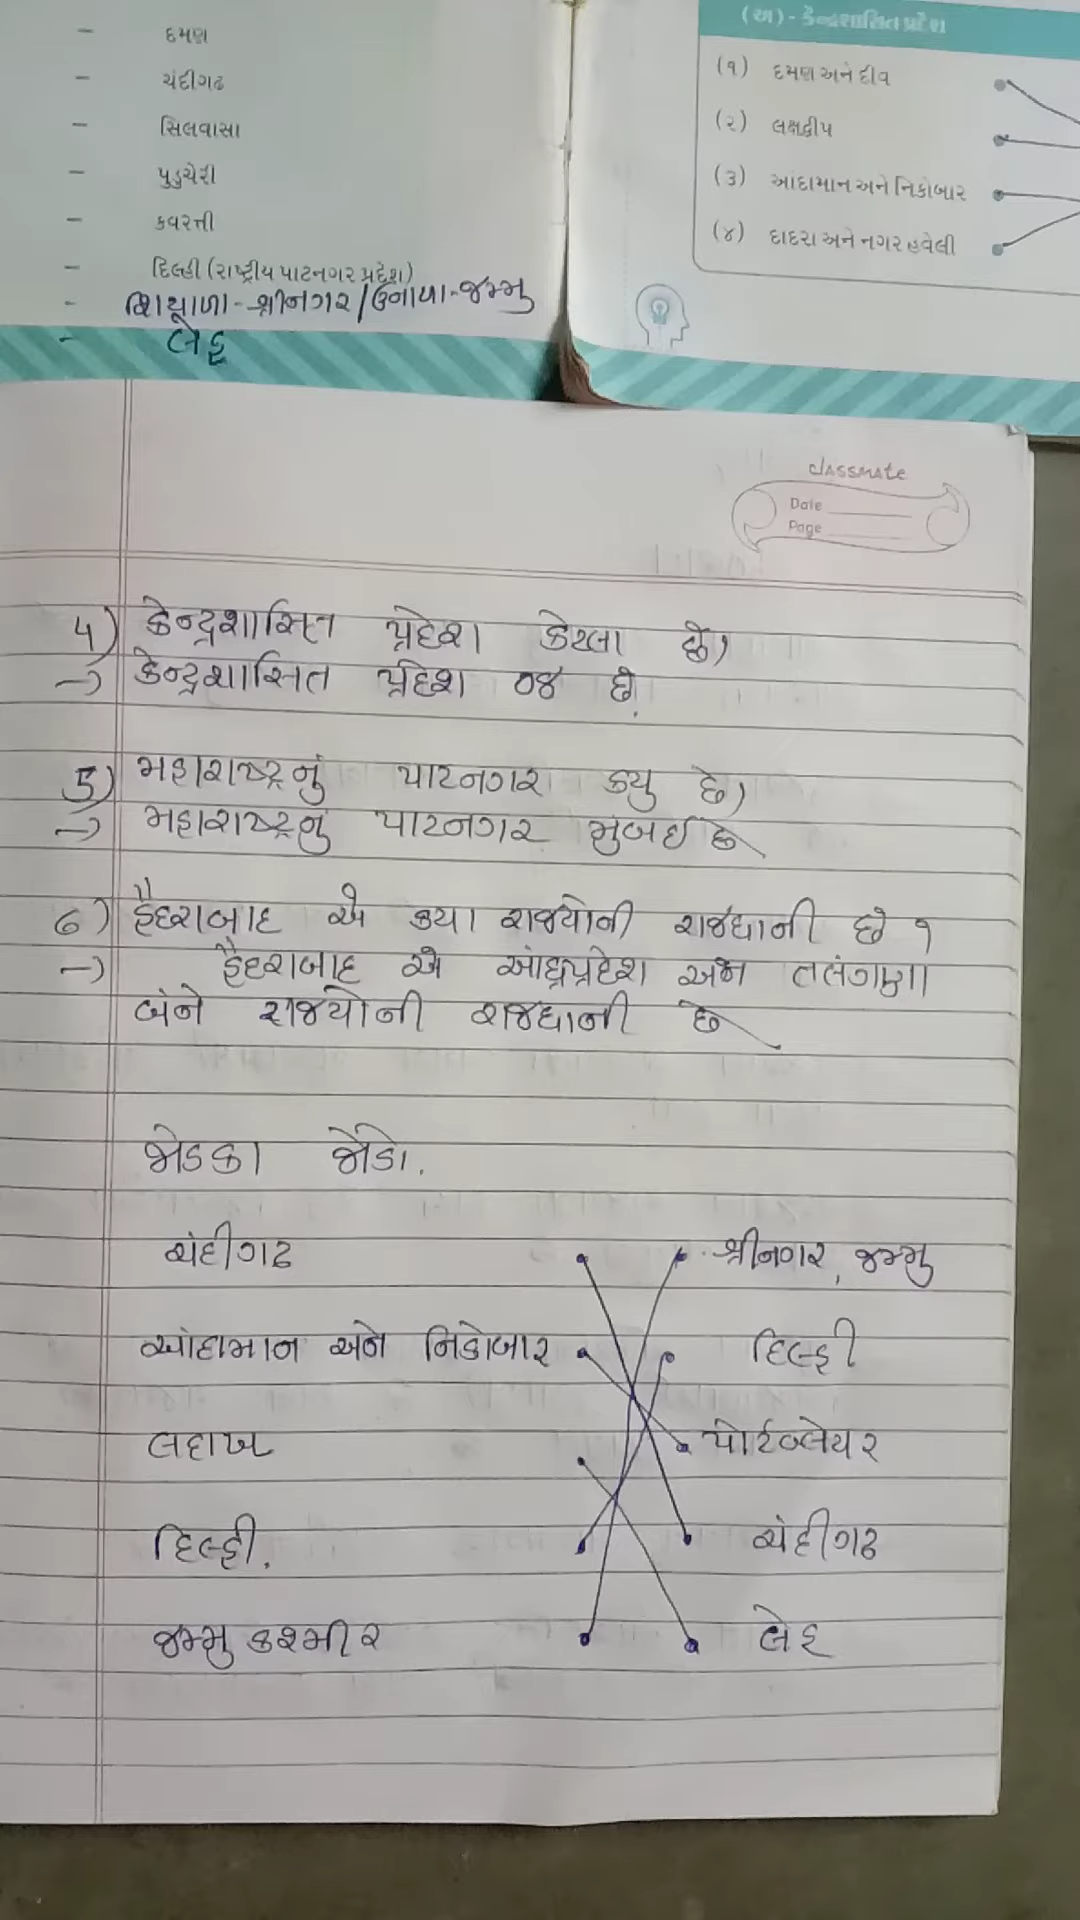 - દમણ
- ચંદીગઢ
- સિલવાસા
- પુડુચેરી
- કવરત્તી
- દિલ્હી (રાષ્ટ્રીય પાટનગર પ્રદેશ)
- શિયાળા-શ્રીનગર/ઉનાળા-જમ્મુ
- લેહ
(અ) - કેન્દ્રશાસિત પ્રદેશ
(૧) દમણ અને દીવ
(૨) લક્ષદ્વીપ
(૩) આંદામાન અને નિકોબાર
(૪) દાદરા અને નગર હવેલી
classmate
Date
Page
4) કેન્દ્રશાસિત પ્રદેશ કેટલા છે?
→ કેન્દ્રશાસિત પ્રદેશ ૦૪ છે.
5) મહારાષ્ટ્રનું પાટનગર ક્યુ છે?
→ મહારાષ્ટ્રનું પાટનગર મુબઈ છે
૬) હૈદરાબાદ એ ક્યા રાજ્યોની રાજધાની છે ?
→ હૈદરાબાદ એ આંધ્રપ્રદેશ અને તલંગાણા
બંને રાજ્યોની રાજધાની છે
જોડકા જોડો.
ચંદીગઢ શ્રીનગર, જમ્મુ
આંદામાન અને નિકોબાર દિલ્હી
લદાખ પોર્ટબ્લેયર
દિલ્હી. ચંદીગઢ
જમ્મુ કશ્મીર લેહ